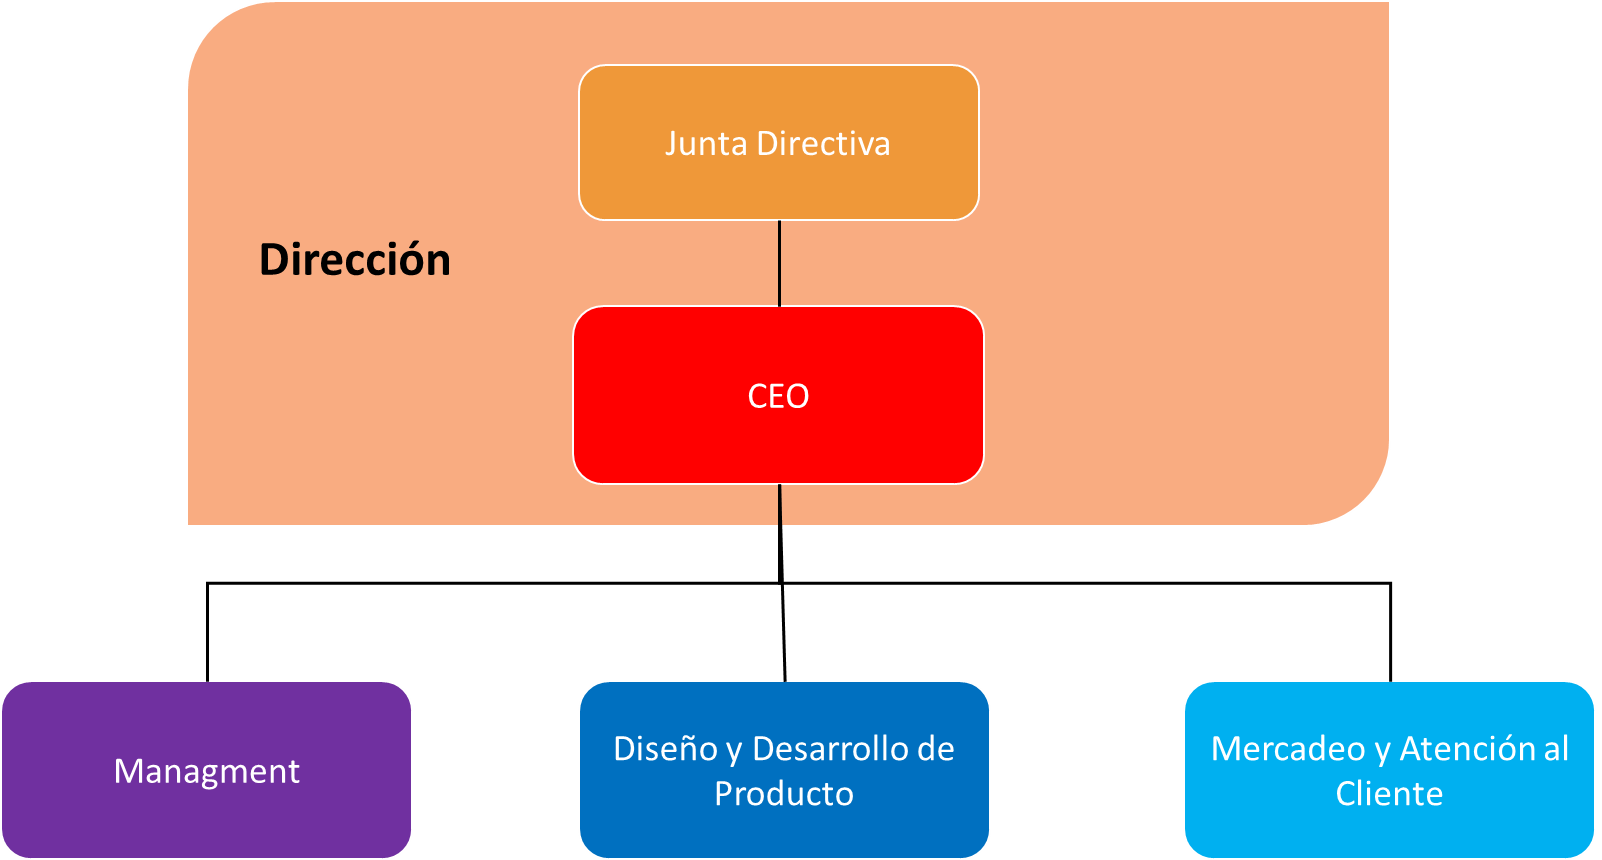 Junta Directiva
Dirección
CEO
Managment
Diseño y Desarrollo de
Producto
Mercadeo y Atención al
Cliente